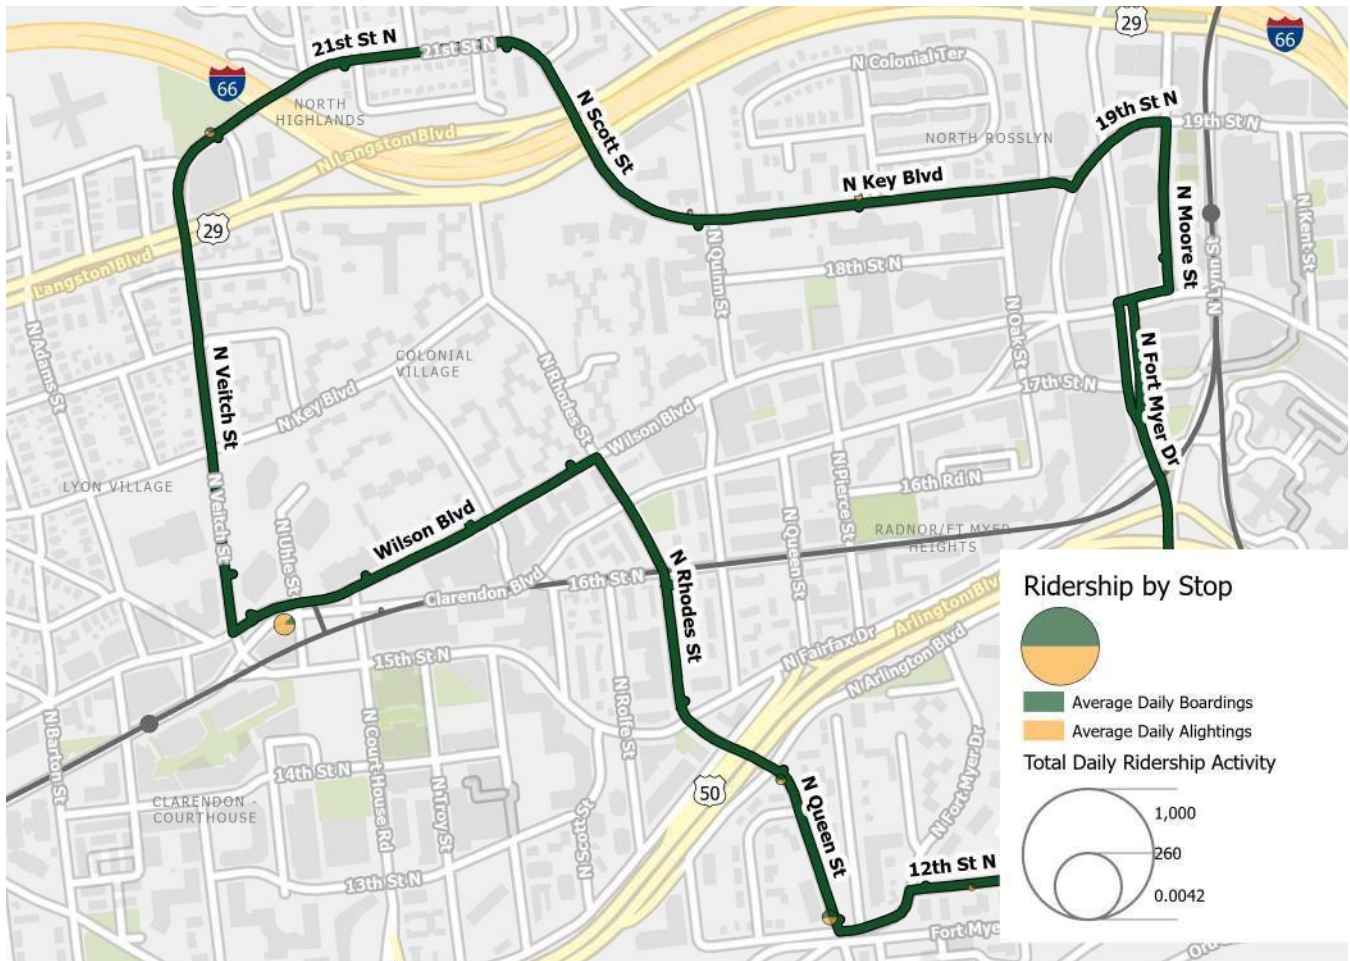 29
66
21st St N
21st St N
66
N Colonial Ter
NORTH
HIGHLANDS
N Scott St
19th St N
19th St N
N Langston Blvd
NORTH ROSSLYN
N Key Blvd
N Moore St
N Kent St
29
N Quinn St
N Lynn St
Langston Blvd
18th St N
N Adams St
N Oak St
N Veitch St
COLONIAL
VILLAGE
N Rhodes St
N Fort Myer Dr
17th St N
N Key Blvd
Wilson Blvd
N Pierce St
LYON VILLAGE
N Veitch St
16th Rd N
N Uhle St
Wilson Blvd
N Queen St
RADNOR/FT MYER
HEIGHTS
Clarendon Blvd
16th St N
N Rhodes St
Arlington Blvd
N Fairfax Dr
N Arlington Blvd
15th St N
N Rolfe St
N Barton St
N Court House Rd
14th St N
N Troy St
50
N Queen St
N Fort Myer Dr
CLARENDON -
COURTHOUSE
N Scott St
13th St N
12th St N
Fort Mye
Ridership by Stop
Average Daily Boardings
Average Daily Alightings
Total Daily Ridership Activity
1,000
260
0.0042